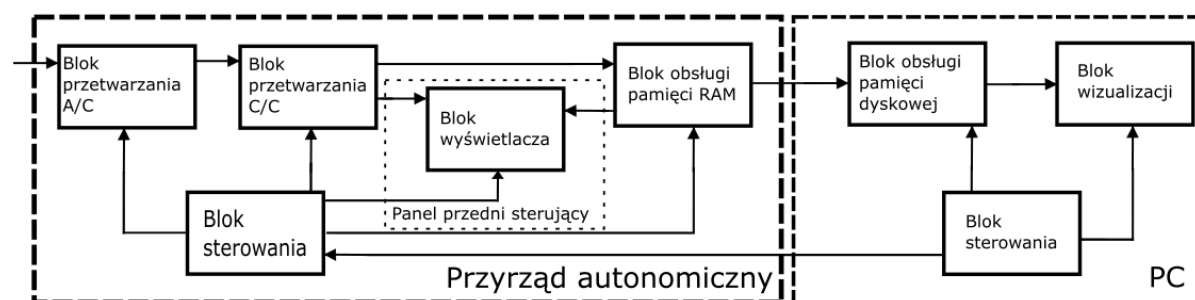 Blok
przetwarzania
A/C
Blok
przetwarzania
C/C
Blok
wyświetlacza
Blok obsługi
pamięci RAM
Blok obsługi
pamięci
dyskowej
Blok
wizualizacji
Blok
sterowania
Panel przedni sterujący
Blok
sterowania
Przyrząd autonomiczny
PC